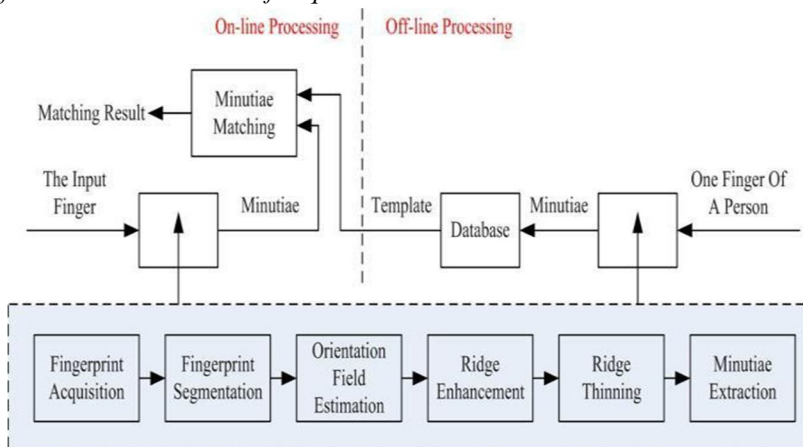 On-line Processing
Off-line Processing
Minutiae
Matching
Matching Result
The Input
Finger
Minutiae
Template
Database
Minutiae
One Finger Of
A Person
Fingerprint
Acquisition
Fingerprint
Segmentation
Orientation
Field
Estimation
Ridge
Enhancement
Ridge
Thinning
Minutiae
Extraction